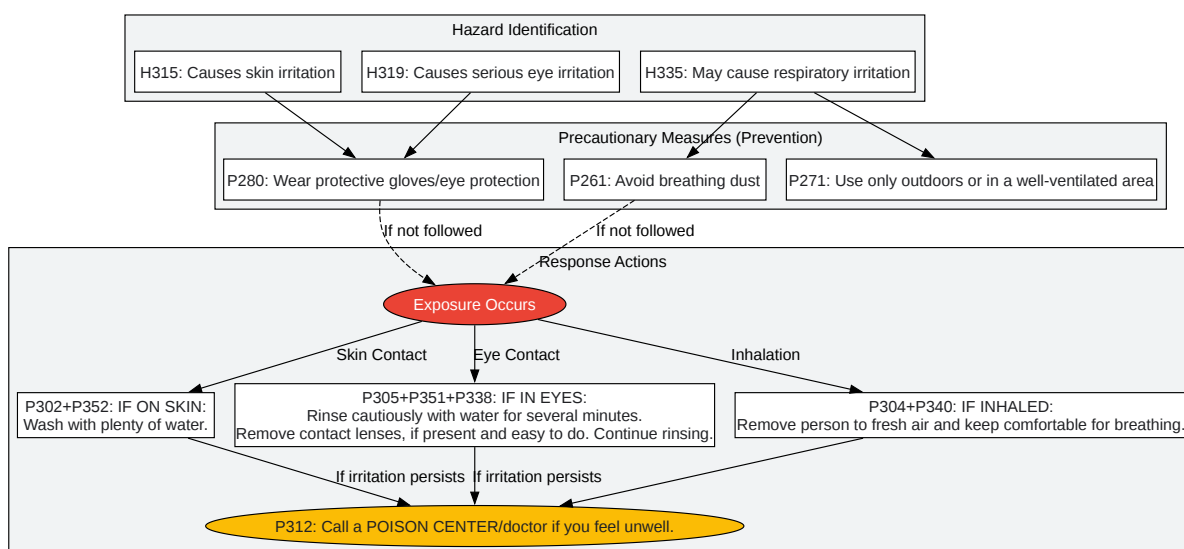 Hazard Identification
H315: Causes skin irritation
H319: Causes serious eye irritation
H335: May cause respiratory irritation
Precautionary Measures (Prevention)
P280: Wear protective gloves/eye protection
P261: Avoid breathing dust
P271: Use only outdoors or in a well-ventilated area
If not followed
If not followed
Response Actions
Exposure Occurs
Skin Contact
Eye Contact
Inhalation
P302+P352: IF ON SKIN:
Wash with plenty of water.
P305+P351+P338: IF IN EYES:
Rinse cautiously with water for several minutes.
Remove contact lenses, if present and easy to do. Continue rinsing.
P304+P340: IF INHALED:
Remove person to fresh air and keep comfortable for breathing.
If irritation persists
If irritation persists
P312: Call a POISON CENTER/doctor if you feel unwell.